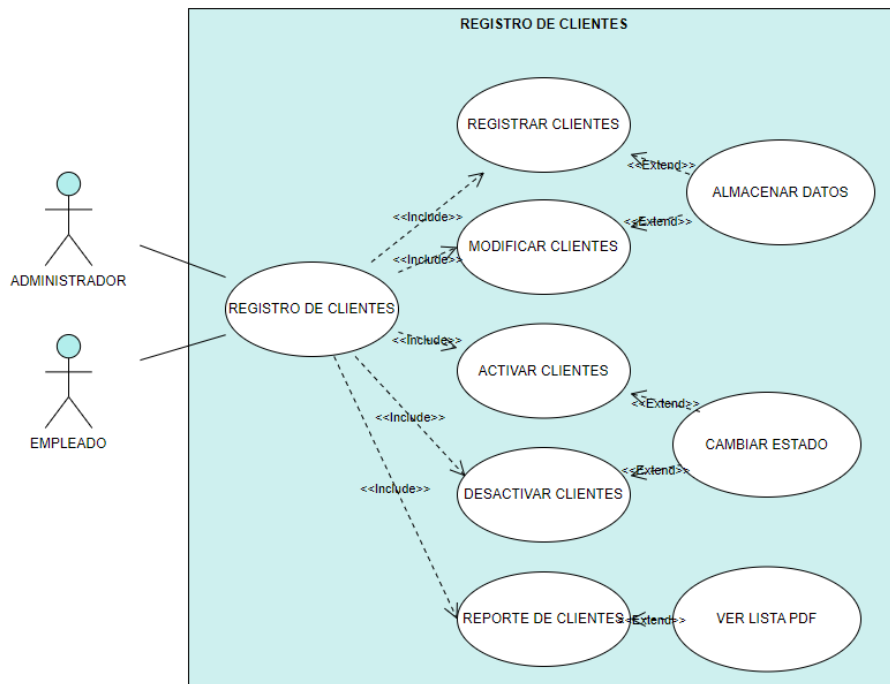 REGISTRO DE CLIENTES
REGISTRAR CLIENTES
<<Extend>>
ALMACENAR DATOS
<<Include>>
<<Extend>>
MODIFICAR CLIENTES
<<Include>>
ADMINISTRADOR
REGISTRO DE CLIENTES
<<Include>>
ACTIVAR CLIENTES
<<Extend>>
<<Include>>
EMPLEADO
CAMBIAR ESTADO
<<Extend>>
<<Include>>
DESACTIVAR CLIENTES
REPORTE DE CLIENTES
<<Extend>>
VER LISTA PDF